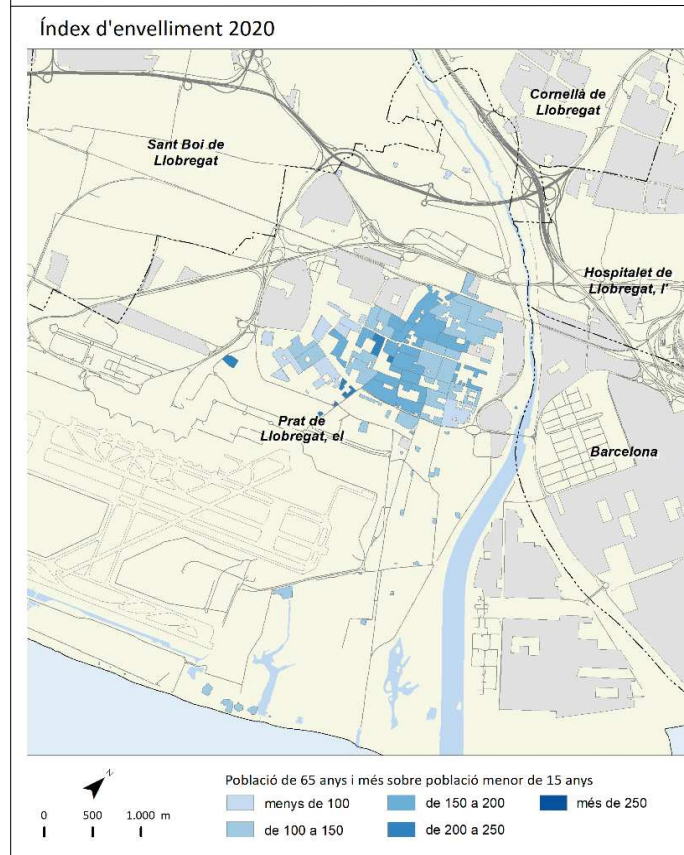 Índex d'envelliment 2020
Cornellà de
Llobregat
Sant Boi de
Llobregat
Hospitalet de
Llobregat, l'
Prat de
Llobregat, el
Barcelona
N
0 500 1.000 m
Població de 65 anys i més sobre població menor de 15 anys
menys de 100
de 150 a 200
més de 250
de 100 a 150
de 200 a 250